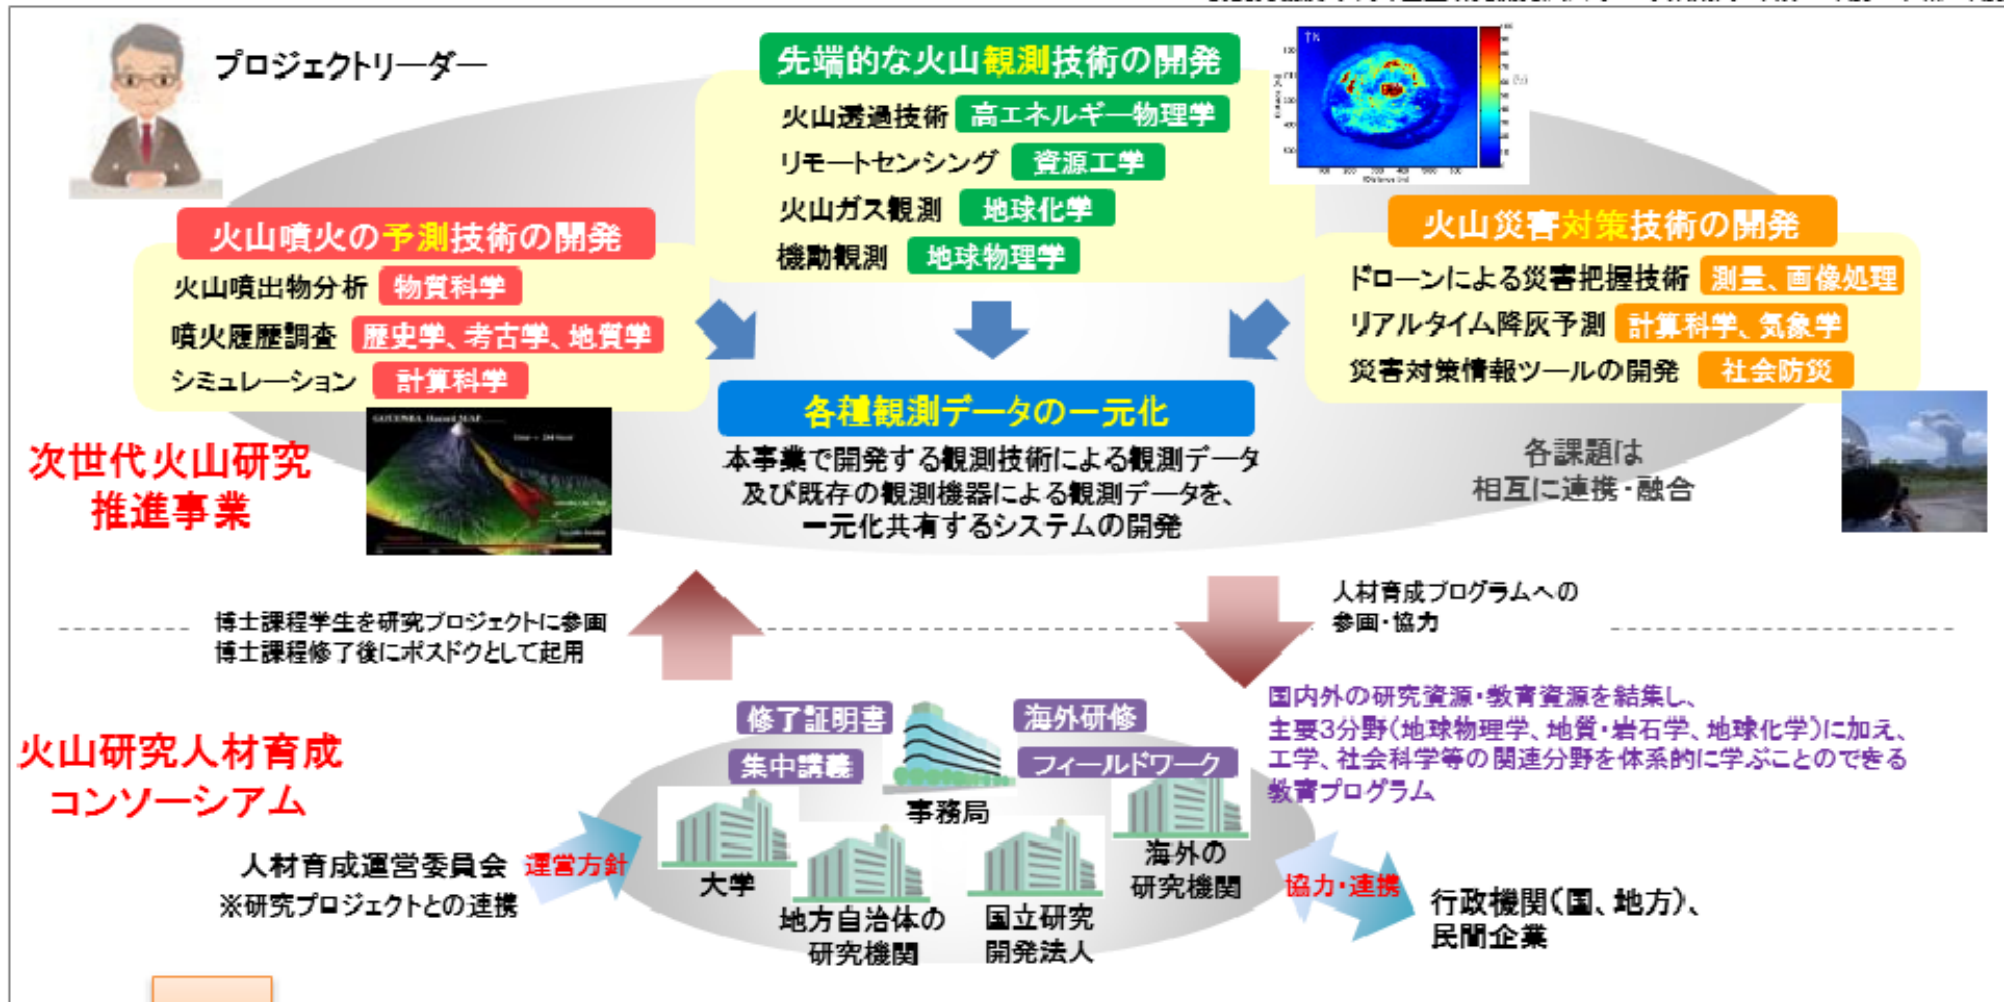 プロジェクトリーダー
先端的な火山観測技術の開発
火山透過技術 高エネルギー物理学
リモートセンシング 資源工学
火山ガス観測 地球化学
機動観測 地球物理学
火山噴火の予測技術の開発
火山噴出物分析 物質科学
噴火履歴調査 歴史学、考古学、地質学
シミュレーション 計算科学
火山災害対策技術の開発
ドローンによる災害把握技術 測量、画像処理
リアルタイム降灰予測 計算科学、気象学
災害対策情報ツールの開発 社会防災
各種観測データの一元化
本事業で開発する観測技術による観測データ
及び既存の観測機器による観測データを、
一元化共有するシステムの開発
次世代火山研究
推進事業
各課題は
相互に連携・融合
博士課程学生を研究プロジェクトに参画
博士課程修了後にポスドクとして起用
人材育成プログラムへの
参画・協力
火山研究人材育成
コンソーシアム
修了証明書
海外研修
集中講義
フィールドワーク
事務局
大学
地方自治体の
研究機関
国立研究
開発法人
海外の
研究機関
国内外の研究資源・教育資源を結集し、
主要3分野(地球物理学、地質・岩石学、地球化学)に加え、
工学、社会科学等の関連分野を体系的に学ぶことのできる
教育プログラム
人材育成運営委員会 運営方針
※研究プロジェクトとの連携
協力・連携
行政機関(国、地方)、
民間企業